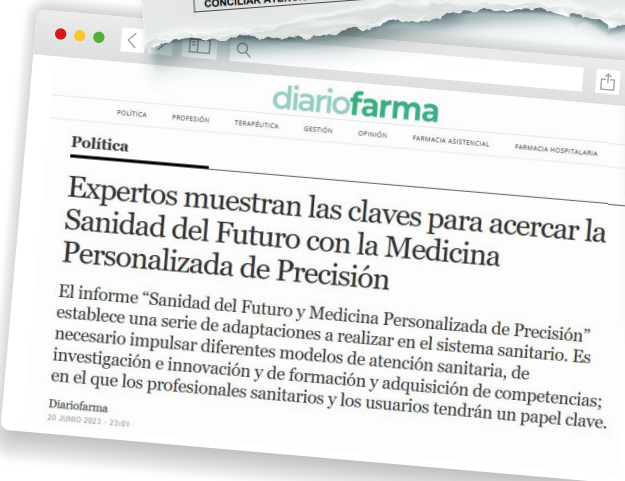 CONCILIAR
diariofarma
POLÍTICA PROFESIÓN TERAPÉUTICA GESTIÓN OPINIÓN FARMACIA ASISTENCIAL FARMACIA HOSPITALARIA
Política
Expertos muestran las claves para acercar la
Sanidad del Futuro con la Medicina
Personalizada de Precisión
El informe “Sanidad del Futuro y Medicina Personalizada de Precisión”
establece una serie de adaptaciones a realizar en el sistema sanitario. Es
necesario impulsar diferentes modelos de atención sanitaria, de
investigación e innovación y de formación y adquisición de competencias;
en el que los profesionales sanitarios y los usuarios tendrán un papel clave.
Diariofarma
20 JUNIO 2023 - 23:01